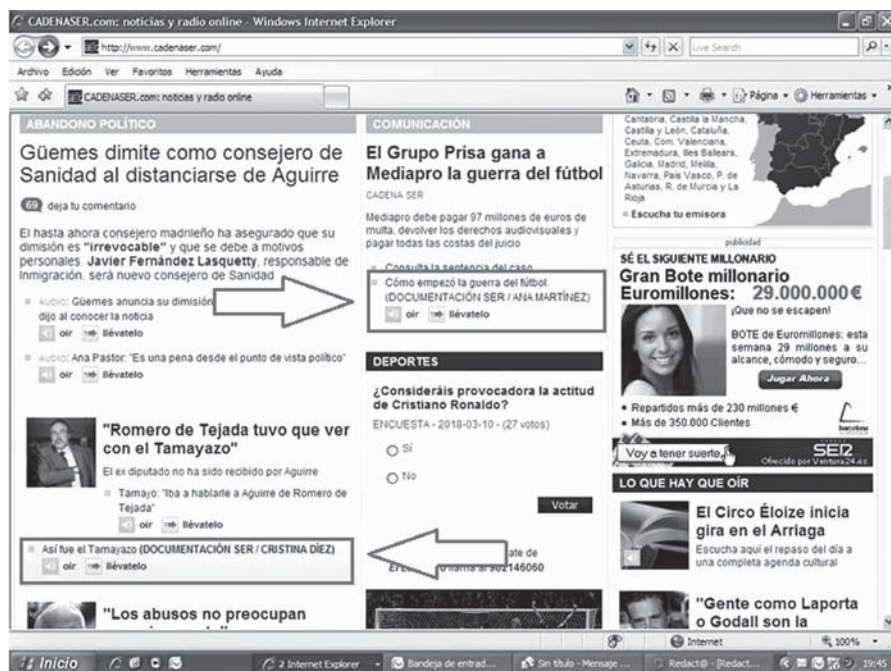 CADENASER.com: noticias y radio online - Windows Internet Explorer
http://www.cadenaser.com/
Live Search
Archivo Edición Ver Favoritos Herramientas Ayuda
CADENASER.com: noticias y radio online
Página
Herramientas
ABANDONO POLÍTICO
Güemes dimite como consejero de
Sanidad al distanciarse de Aguirre
69 deja tu comentario
El hasta ahora consejero madrileño ha asegurado que su
dimisión es "irrevocable" y que se debe a motivos
personales. Javier Fernández Lasquetty, responsable de
Inmigración, será nuevo consejero de Sanidad
AUDIO: Güemes anuncia su dimisión
dijo al conocer la noticia
oír llévatelo
AUDIO: Ana Pastor: "Es una pena desde el punto de vista político"
oír llévatelo
"Romero de Tejada tuvo que ver
con el Tamayazo"
El ex diputado no ha sido recibido por Aguirre
Tamayo: "Iba a hablarle a Aguirre de Romero de
Tejada"
oír llévatelo
Así fue el Tamayazo (DOCUMENTACIÓN SER / CRISTINA DÍEZ)
oír llévatelo
"Los abusos no preocupan
COMUNICACIÓN
El Grupo Prisa gana a
Mediapro la guerra del fútbol
CADENA SER
Mediapro debe pagar 97 millones de euros de
multa, devolver los derechos audiovisuales y
pagar todas las costas del juicio
Consulta la sentencia del caso
Cómo empezó la guerra del fútbol.
(DOCUMENTACIÓN SER / ANA MARTÍNEZ)
oír llévatelo
DEPORTES
¿Consideráis provocadora la actitud
de Cristiano Ronaldo?
ENCUESTA - 2018-03-10 - (27 votos)
Sí
No
Votar
ate de
llama al 902146060
Cantabria, Castilla la Mancha,
Castilla y León, Cataluña,
Ceuta, Com. Valenciana,
Extremadura, Illes Balears,
Galicia, Madrid, Melilla,
Navarra, País Vasco, P. de
Asturias, R. de Murcia y La
Rioja
Escucha tu emisora
publicidad
SÉ EL SIGUIENTE MILLONARIO
Gran Bote millonario
Euromillones: 29.000.000€
¡Que no se escapen!
BOTE de Euromillones: esta
semana 29 millones a su
alcance, cómodo y seguro...
Jugar Ahora
Repartidos más de 230 millones €
Más de 350.000 Clientes
Voy a tener suerte
SER
Ofrecido por Ventura24.es
LO QUE HAY QUE OÍR
El Circo Éloize inicia
gira en el Arriaga
Escucha aquí el repaso del día a
una completa agenda cultural
"Gente como Laporta
o Godall son la
Internet
100%
Inicio
2 Internet Explorer
Bandeja de entrad...
Sin título - Mensaje ...
Redact@ - [Redact...
19:45